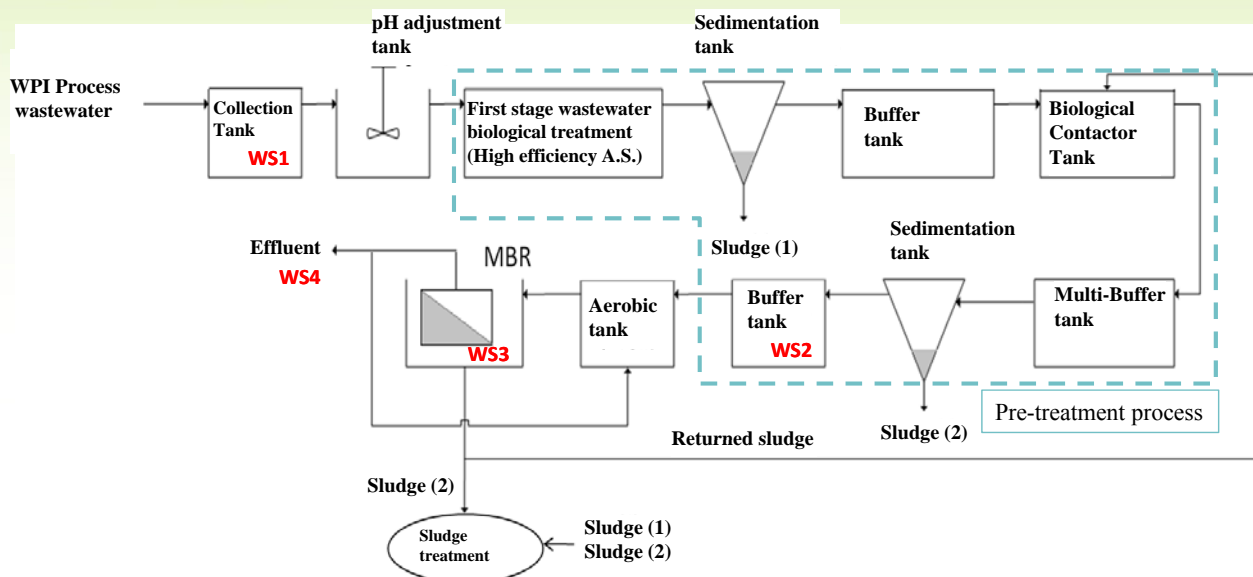 pH adjustment
tank
Sedimentation
tank
WPI Process
wastewater
Collection
Tank
WS1
First stage wastewater
biological treatment
(High efficiency A.S.)
Buffer
tank
Biological
Contactor
Tank
Sludge (1)
Sedimentation
tank
Effluent
WS4
MBR
WS3
Aerobic
tank
Buffer
tank
WS2
Multi-Buffer
tank
Pre-treatment process
Sludge (2)
Returned sludge
Sludge (2)
Sludge
treatment
Sludge (1)
Sludge (2)